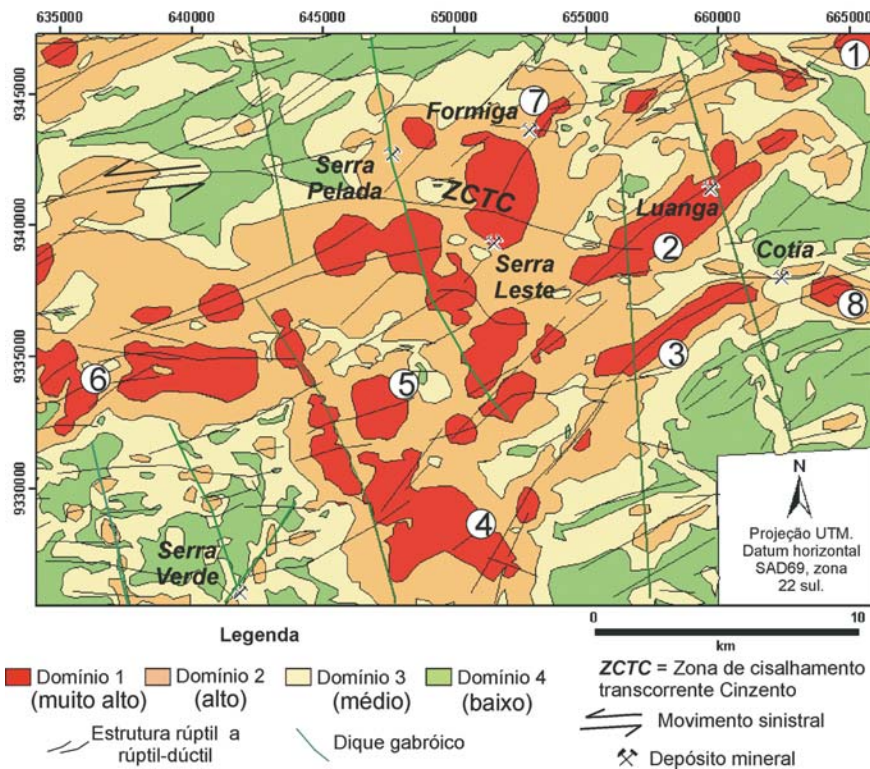 635000 640000 645000 650000 655000 660000 665000
9345000
9340000
9335000
9330000
1
7
Formiga
Serra
Pelada
ZCTC
Luanga
2
Cotia
Serra
Leste
8
3
6
5
4
Serra
Verde
N
Projeção UTM.
Datum horizontal
SAD69, zona
22 sul.
Legenda
0 10
km
Domínio 1
(muito alto)
Domínio 2
(alto)
Domínio 3
(médio)
Domínio 4
(baixo)
ZCTC = Zona de cisalhamento
transcorrente Cinzento
Estrutura rúptil a
rúptil-dúctil
Dique gabróico
Movimento sinistral
Depósito mineral